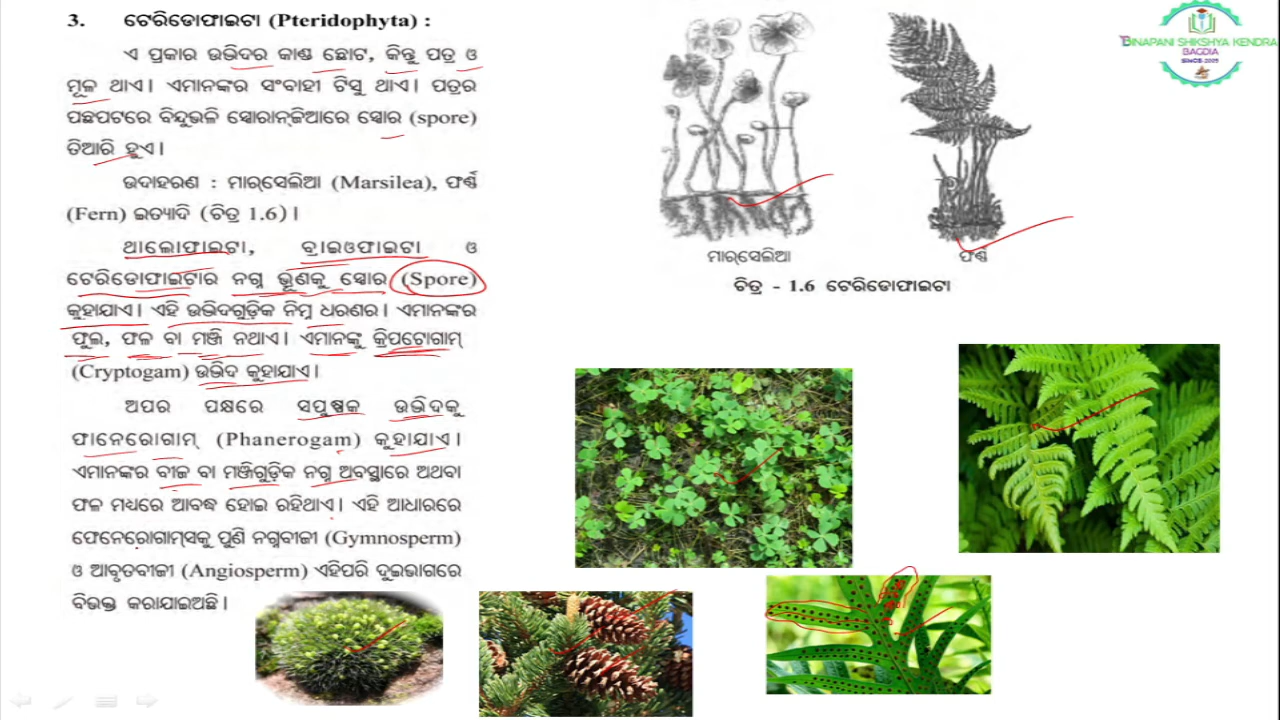 3. ଟେରିଡୋଫାଇଟା (Pteridophyta) :
ଏ ପ୍ରକାର ଉଦ୍ଭିଦର କାଣ୍ଡ ଛୋଟ, କିନ୍ତୁ ପତ୍ର ଓ
ମୂଳ ଥାଏ। ଏମାନଙ୍କର ସଂବାହୀ ଟିସୁ ଥାଏ। ପତ୍ରର
ପଛପଟରେ ବିନ୍ଦୁଭଳି ସ୍ପୋରାନ୍‌ଜିଆରେ ସ୍ପୋର (spore)
ତିଆରି ହୁଏ।
ଉଦାହରଣ : ମାର୍‌ସେଲିଆ (Marsilea), ଫର୍ଣ୍ଣ
(Fern) ଇତ୍ୟାଦି (ଚିତ୍ର 1.6)।
ଥାଲୋଫାଇଟା, ବ୍ରାଇଓଫାଇଟା ଓ
ଟେରିଡୋଫାଇଟାର ନଗ୍ନ ଭ୍ରୂଣକୁ ସ୍ପୋର (Spore)
କୁହାଯାଏ। ଏହି ଉଦ୍ଭିଦଗୁଡ଼ିକ ନିମ୍ନ ଧରଣର। ଏମାନଙ୍କର
ଫୁଲ, ଫଳ ବା ମଞ୍ଜି ନଥାଏ। ଏମାନଙ୍କୁ କ୍ରିପଟୋଗାମ୍
(Cryptogam) ଉଦ୍ଭିଦ କୁହାଯାଏ।
ଅପର ପକ୍ଷରେ ସପୁଷ୍ପକ ଉଦ୍ଭିଦକୁ
ଫାନେରୋଗାମ୍ (Phanerogam) କୁହାଯାଏ।
ଏମାନଙ୍କର ବୀଜ ବା ମଞ୍ଜିଗୁଡ଼ିକ ନଗ୍ନ ଅବସ୍ଥାରେ ଅଥବା
ଫଳ ମଧ୍ୟରେ ଆବଦ୍ଧ ହୋଇ ରହିଥାଏ। ଏହି ଆଧାରରେ
ଫେନେରୋଗାମ୍‌ସକୁ ପୁଣି ନଗ୍ନବୀଜୀ (Gymnosperm)
ଓ ଆବୃତବୀଜୀ (Angiosperm) ଏହିପରି ଦୁଇଭାଗରେ
ବିଭକ୍ତ କରାଯାଇଅଛି।
ମାର୍‌ସେଲିଆ
ଫର୍ଣ୍ଣ
ଚିତ୍ର - 1.6 ଟେରିଡୋଫାଇଟା
BINAPANI SHIKSHYA KENDRA
BAGDIA
SINCE-2005